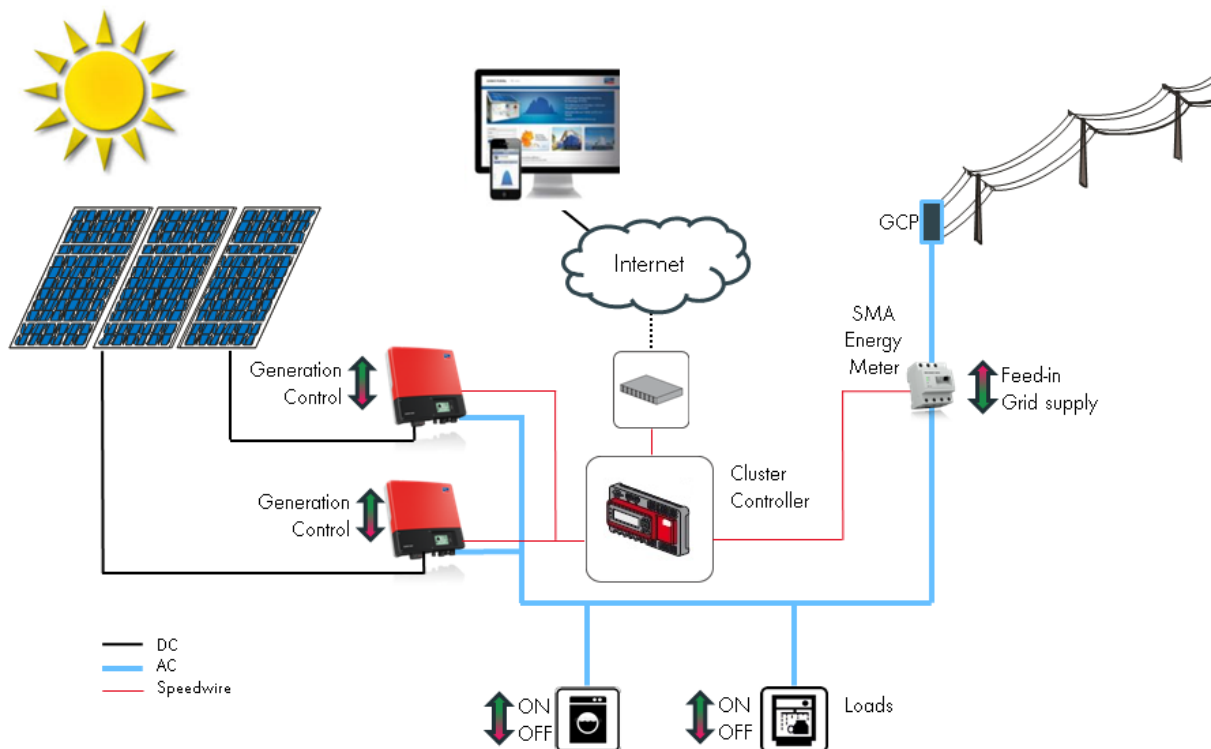 Internet
GCP
SMA
Energy
Meter
Feed-in
Grid supply
Generation
Control
Cluster
Controller
Generation
Control
DC
AC
Speedwire
ON
OFF
ON
OFF
Loads